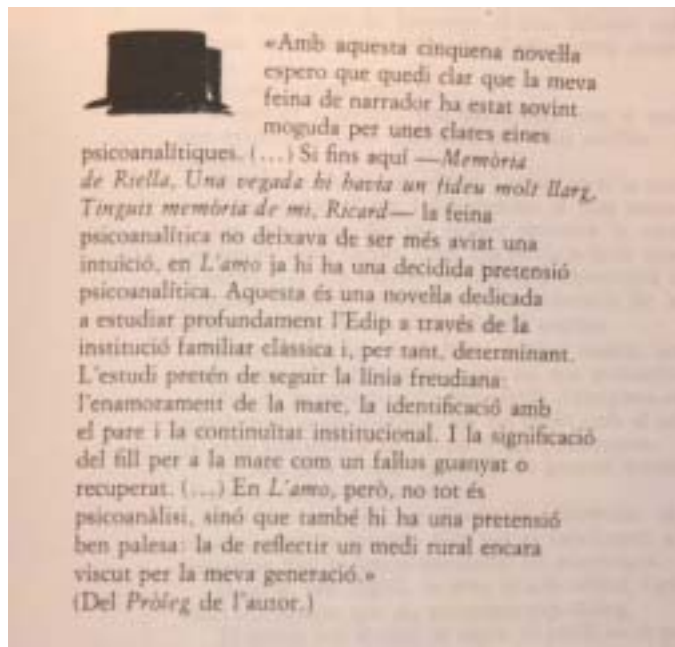 «Amb aquesta cinquena novel·la
espero que quedi clar que la meva
feina de narrador ha estat sovint
moguda per unes clares eines
psicoanalítiques. (...) Si fins aquí —Memòria
de Riella, Una vegada hi havia un fideu molt llarg,
Tinguis memòria de mi, Ricard— la feina
psicoanalítica no deixava de ser més aviat una
intuïció, en L'amo ja hi ha una decidida pretensió
psicoanalítica. Aquesta és una novel·la dedicada
a estudiar profundament l'Edip a través de la
institució familiar clàssica i, per tant, determinant.
L'estudi pretén de seguir la línia freudiana:
l'enamorament de la mare, la identificació amb
el pare i la continuïtat institucional. I la significació
del fill per a la mare com un fal·lus guanyat o
recuperat. (...) En L'amo, però, no tot és
psicoanàlisi, sinó que també hi ha una pretensió
ben palesa: la de reflectir un medi rural encara
viscut per la meva generació.»
(Del Pròleg de l'autor.)